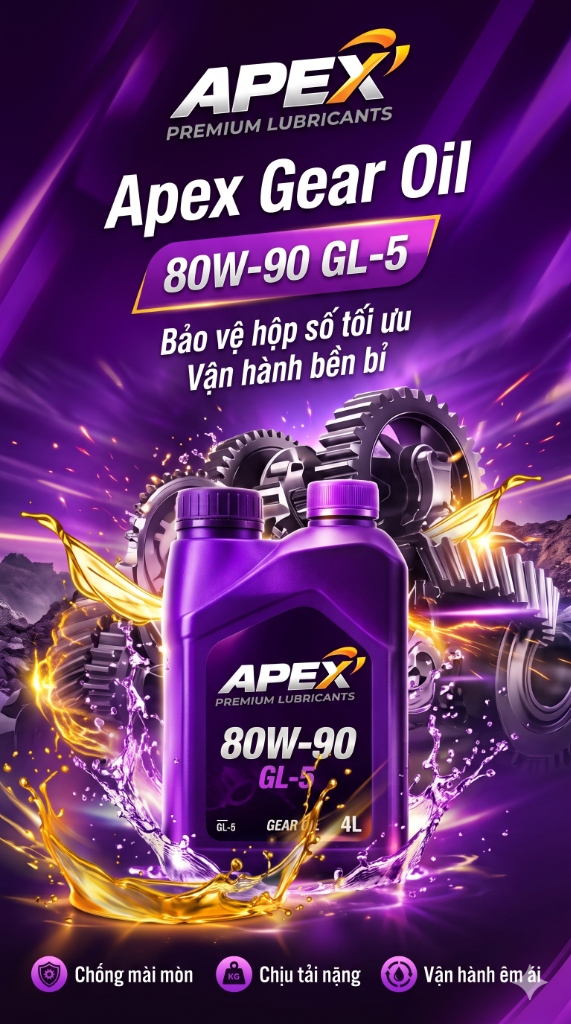 APEX
PREMIUM LUBRICANTS
Apex Gear Oil
80W-90 GL-5
Bảo vệ hộp số tối ưu
Vận hành bền bỉ
APEX
PREMIUM LUBRICANTS
80W-90
GL-5
GL-5 GEAR OIL 4L
KG
Chống mài mòn Chịu tải nặng Vận hành êm ái